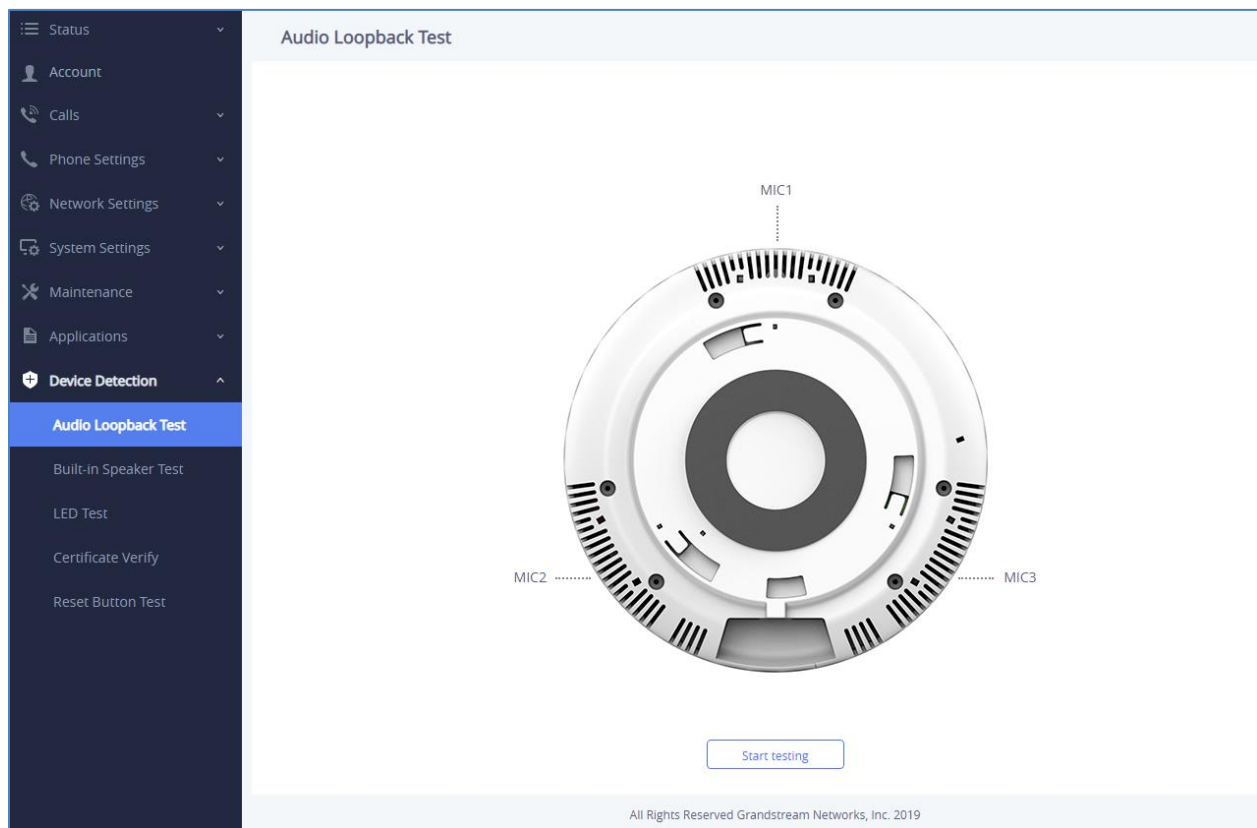 Status
Account
Calls
Phone Settings
Network Settings
System Settings
Maintenance
Applications
Device Detection
Audio Loopback Test
Built-in Speaker Test
LED Test
Certificate Verify
Reset Button Test
Audio Loopback Test
MIC1
MIC2
MIC3
Start testing
All Rights Reserved Grandstream Networks, Inc. 2019